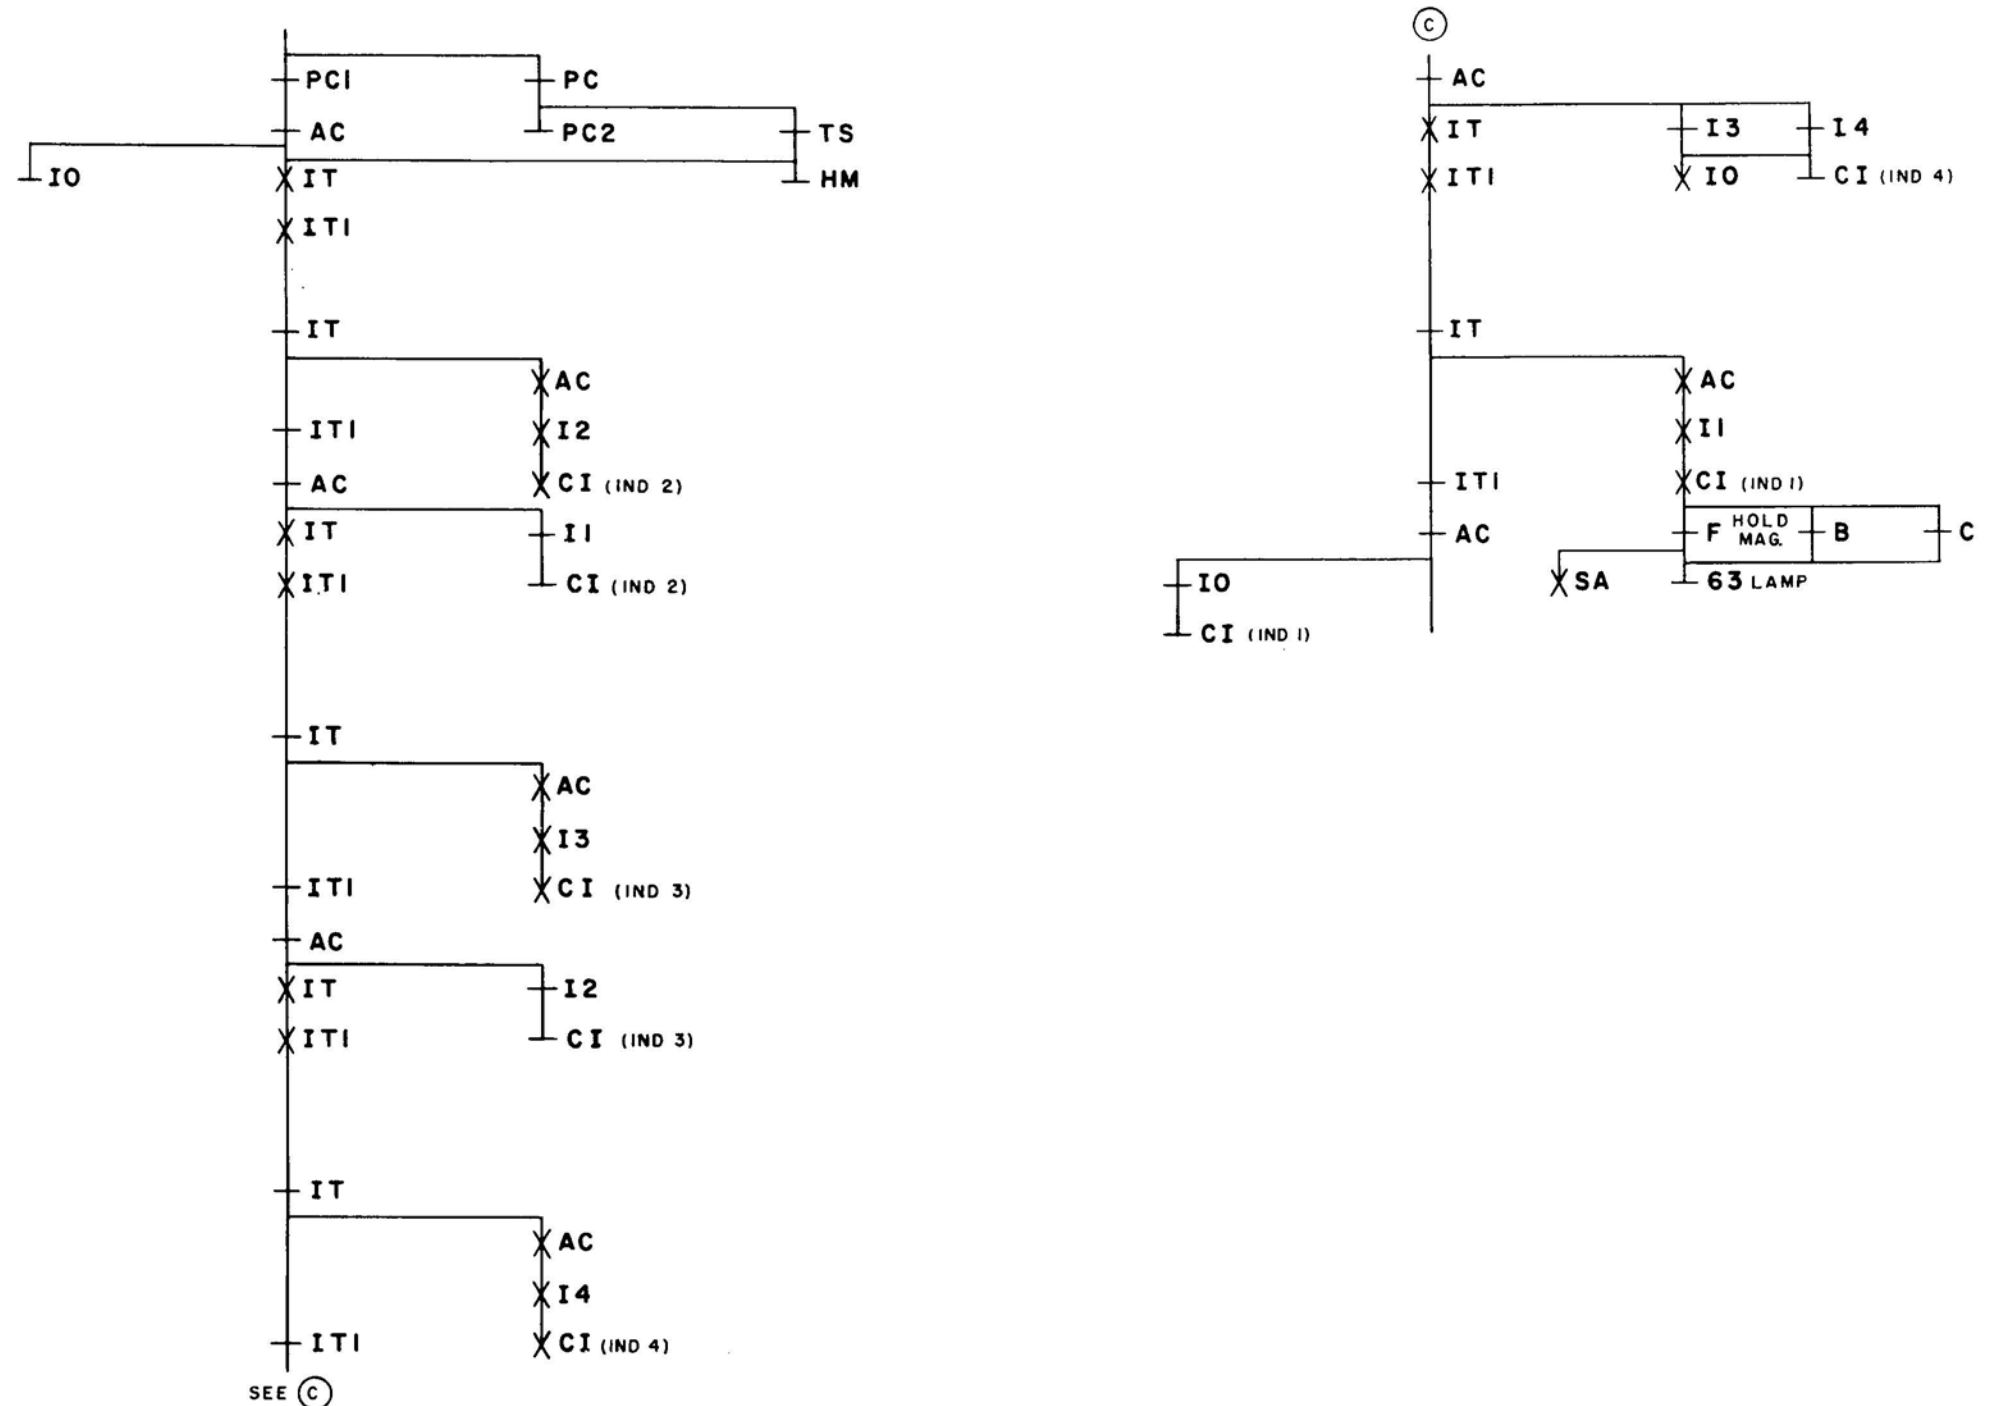 PC1 PC
AC PC2 TS
IO IT HM
IT1
IT
AC
IT1 I2
AC CI (IND 2)
IT I1
IT1 CI (IND 2)
IT
AC
I3
IT1 CI (IND 3)
AC
IT I2
IT1 CI (IND 3)
IT
AC
I4
IT1 CI (IND 4)
SEE C
C
AC
IT I3 I4
IT1 IO CI (IND 4)
IT
AC
I1
IT1 CI (IND 1)
AC F HOLD MAG. B C
IO SA 63 LAMP
CI (IND 1)